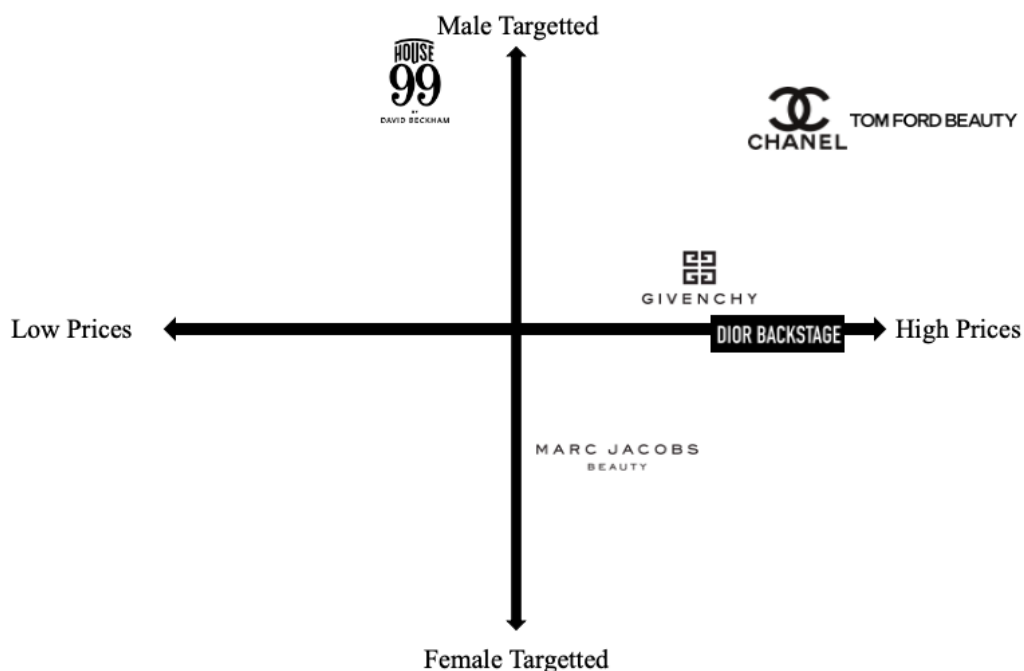 Male Targetted
HOUSE
99
BY
DAVID BECKHAM
CHANEL
TOM FORD BEAUTY
GIVENCHY
Low Prices
DIOR BACKSTAGE
High Prices
MARC JACOBS
BEAUTY
Female Targetted